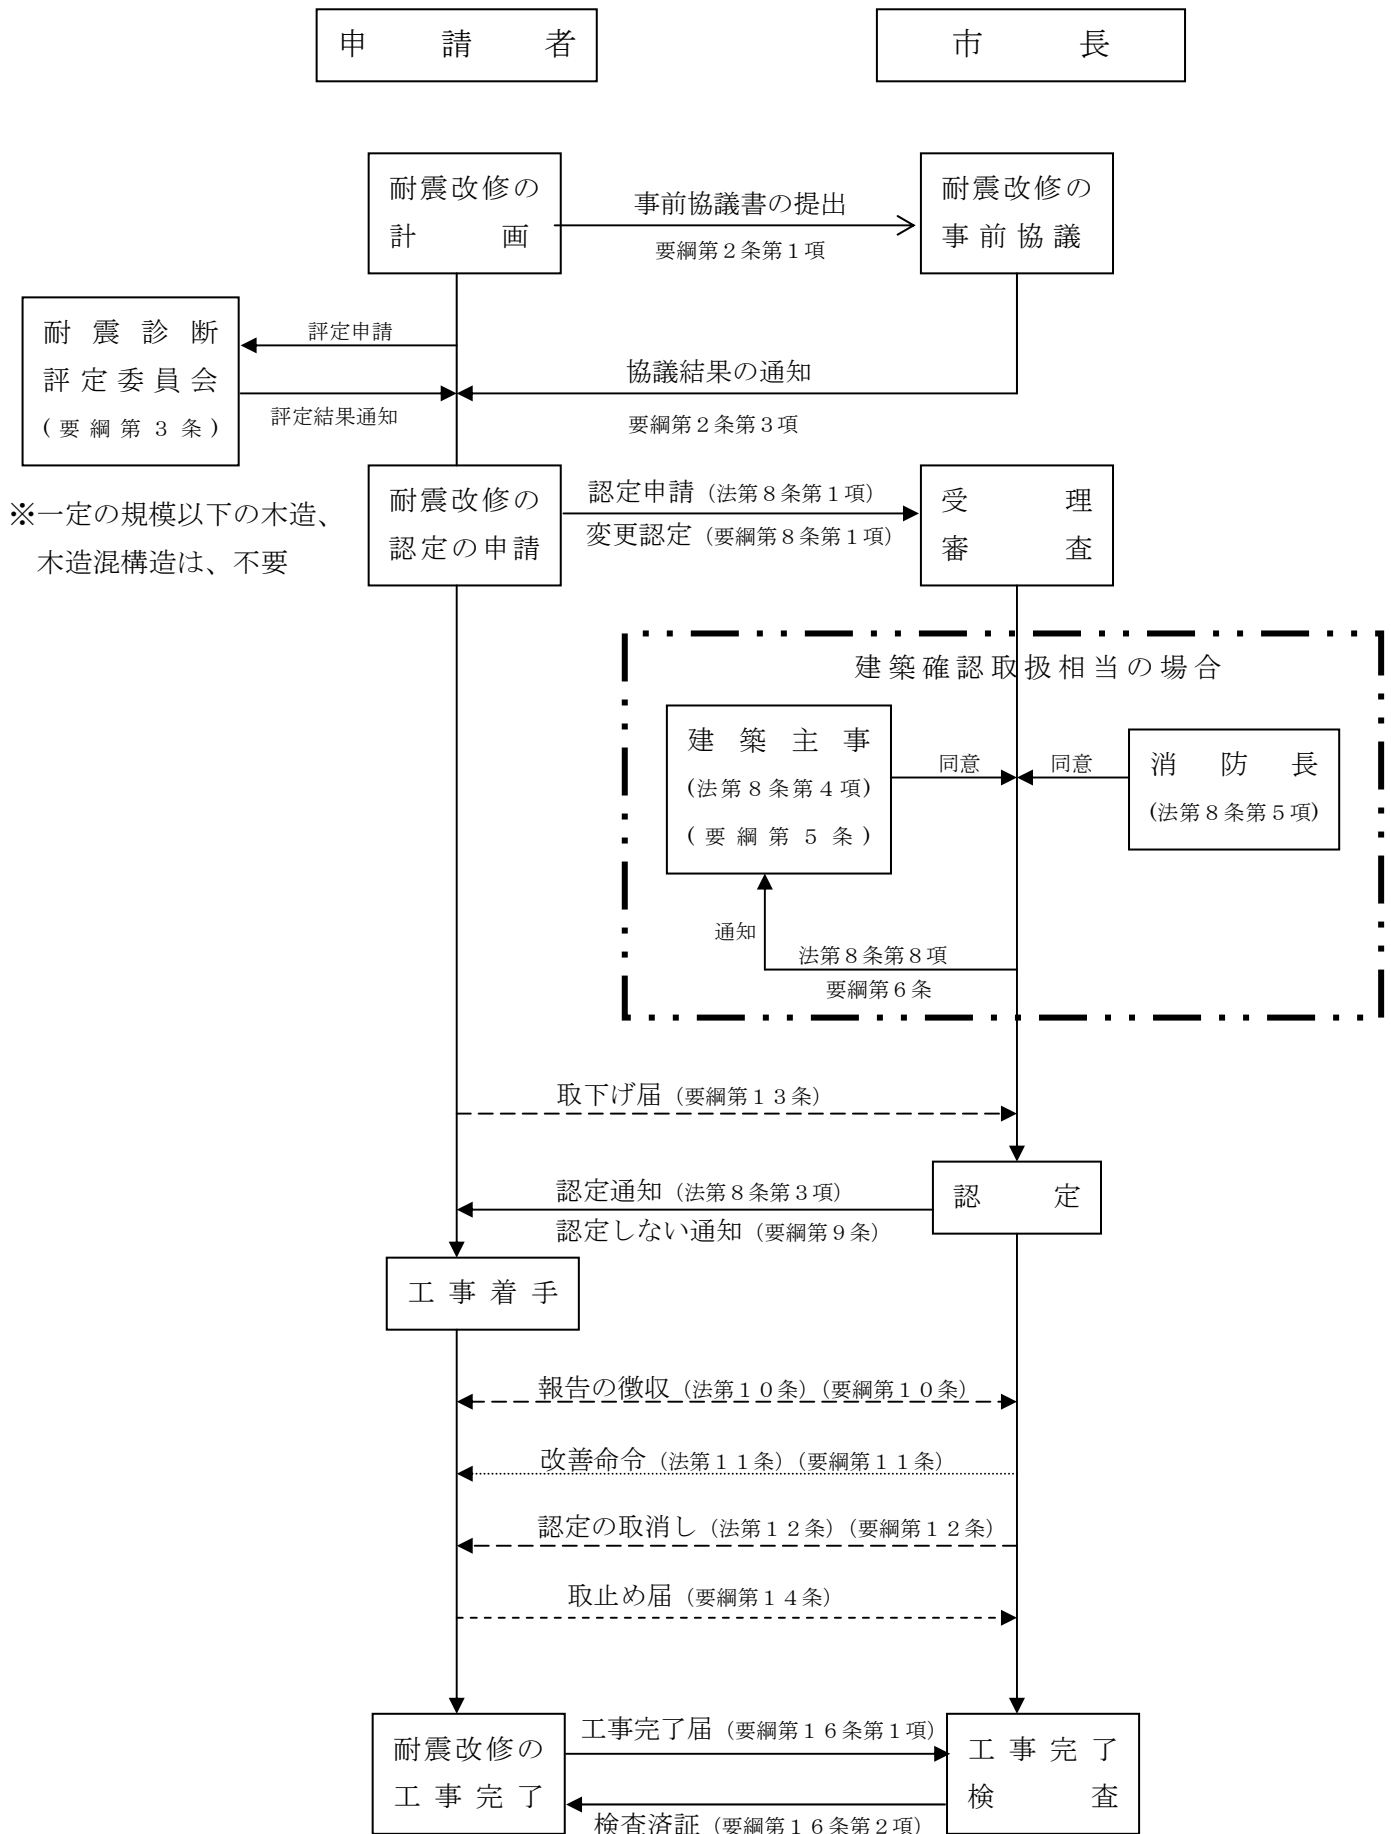 申請者
市長
耐震改修の
計画
事前協議書の提出
要綱第２条第１項
耐震改修の
事前協議
耐震診断
評定委員会
(要綱第３条)
評定申請
評定結果通知
協議結果の通知
要綱第２条第３項
※一定の規模以下の木造、
木造混構造は、不要
耐震改修の
認定の申請
認定申請（法第８条第１項）
変更認定（要綱第８条第１項）
受理
審査
建築確認取扱相当の場合
建築主事
(法第８条第４項)
(要綱第５条)
同意
同意
消防長
(法第８条第５項)
通知
法第８条第８項
要綱第６条
取下げ届（要綱第１３条）
認定通知（法第８条第３項）
認定しない通知（要綱第９条）
認定
工事着手
報告の徴収（法第１０条）（要綱第１０条）
改善命令（法第１１条）（要綱第１１条）
認定の取消し（法第１２条）（要綱第１２条）
取止め届（要綱第１４条）
耐震改修の
工事完了
工事完了届（要綱第１６条第１項）
検査済証（要綱第１６条第２項）
工事完了
検査